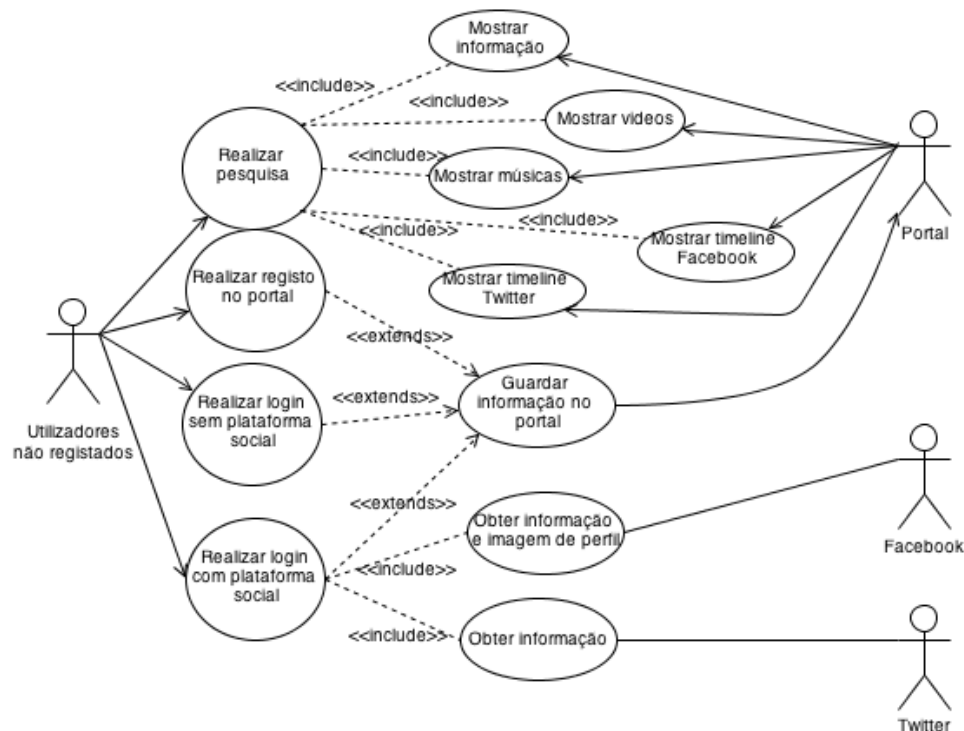 Mostrar
informação
<<include>>
<<include>>
Mostrar videos
Realizar
pesquisa
<<include>>
Mostrar músicas
<<include>>
Portal
<<include>>
Mostrar timeline
Facebook
Realizar registo
no portal
Mostrar timeline
Twitter
<<extends>>
Utilizadores
não registados
Realizar login
sem plataforma
social
<<extends>>
Guardar
informação no
portal
<<extends>>
Realizar login
com plataforma
social
Obter informação
e imagem de perfil
Facebook
<<include>>
<<include>>
Obter informação
Twitter